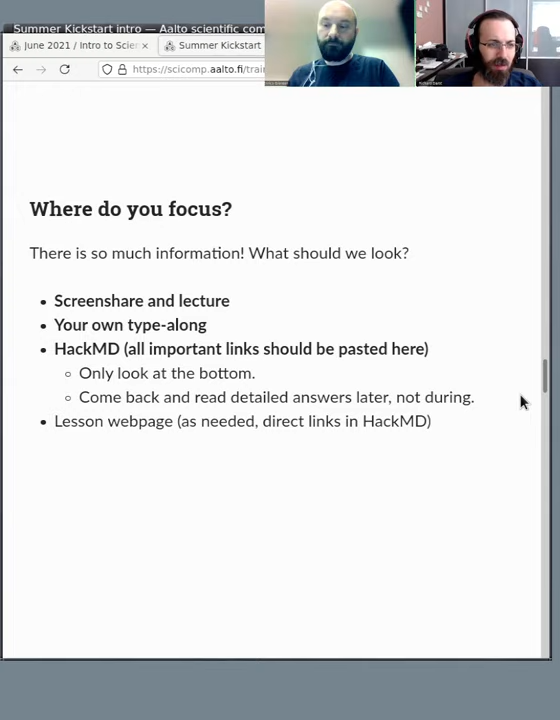 Summer Kickstart intro — Aalto scientific com
June 2021 / Intro to Scien
Summer Kickstart
https://scicomp.aalto.fi/trai
Where do you focus?
There is so much information! What should we look?
Screenshare and lecture
Your own type-along
HackMD (all important links should be pasted here)
Only look at the bottom.
Come back and read detailed answers later, not during.
Lesson webpage (as needed, direct links in HackMD)